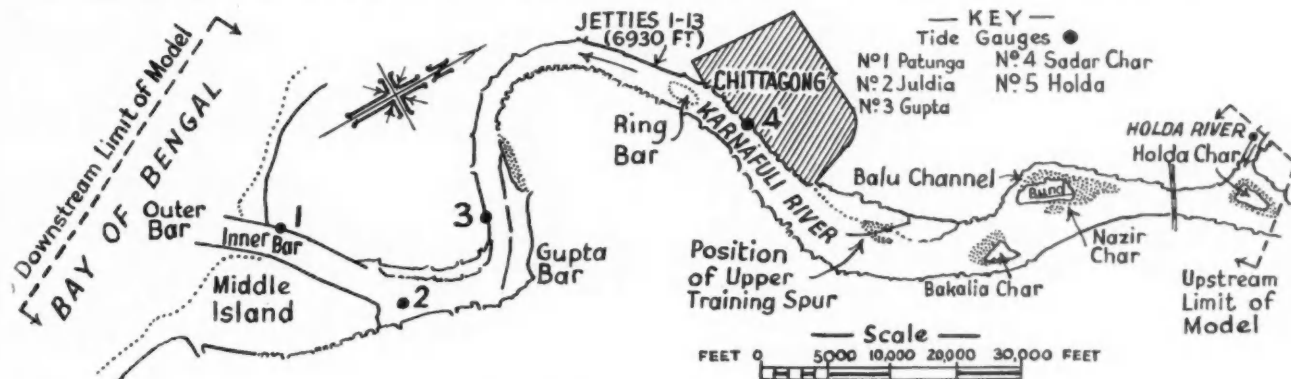 Downstream Limit of Model
BAY OF BENGAL
Outer
Bar
Inner Bar
1
Middle
Island
2
3
Gupta
Bar
N
JETTIES 1-13
(6930 FT)
Ring
Bar
CHITTAGONG
4
KARNAFULI RIVER
— KEY —
Tide Gauges ●
Nº1 Patunga Nº4 Sadar Char
Nº2 Juldia Nº5 Holda
Nº3 Gupta
HOLDA RIVER
Holda Char
Balu Channel
Bund
Nazir
Char
Position
of Upper
Training Spur
Bakalia Char
Upstream
Limit of
Model
Scale
FEET 0 5000 10,000 20,000 30,000 FEET